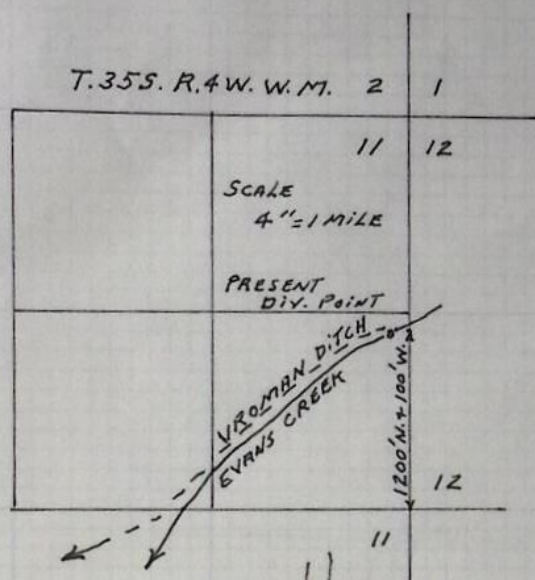 T.35S. R.4W. W.M. 2 1
11 12
SCALE
4"=1 MILE
PRESENT
DIV. POINT
VROMAN DITCH
EVANS CREEK
1200'N. & 100'W.
12
11